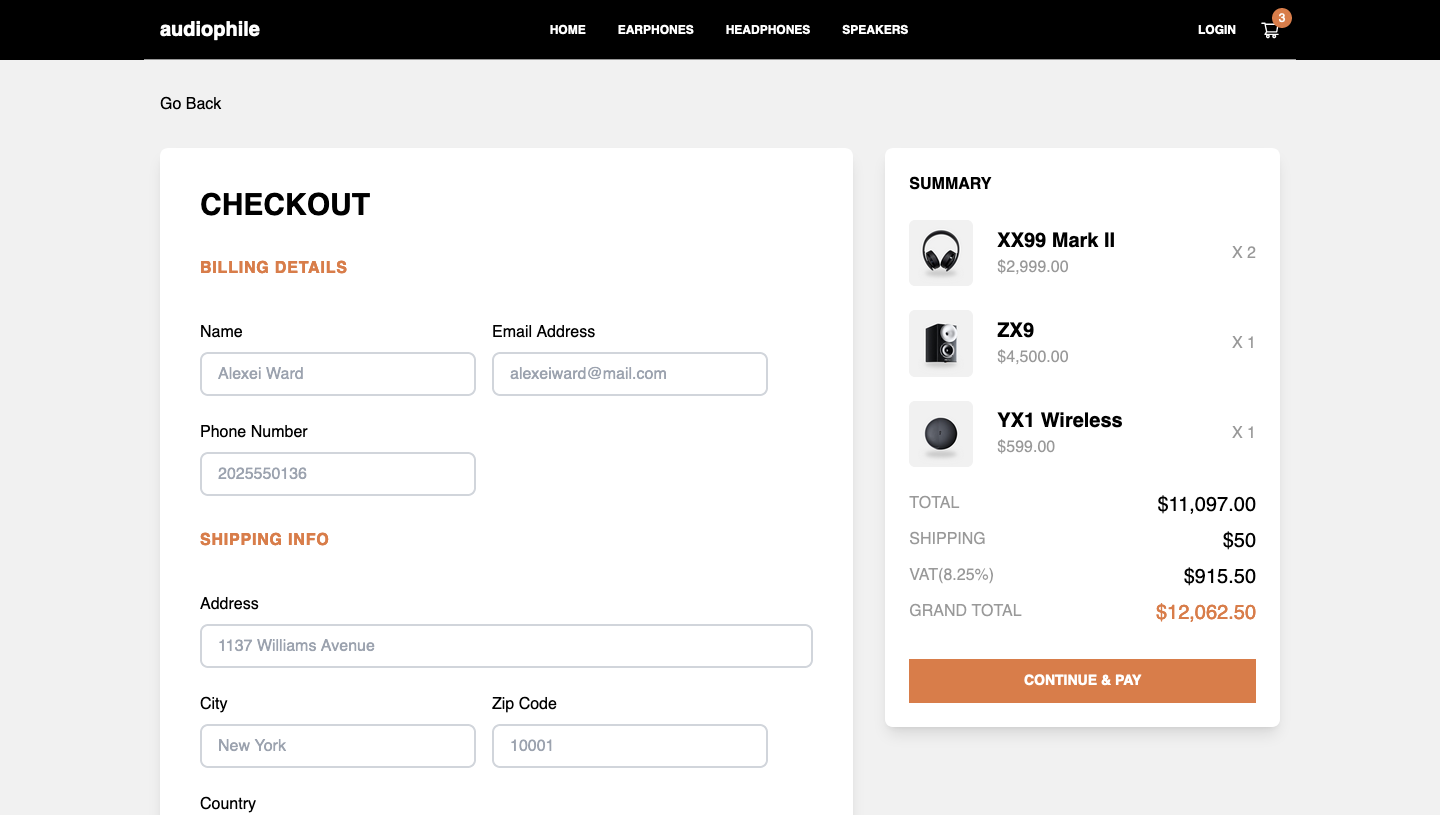 audiophile
HOME EARPHONES HEADPHONES SPEAKERS
LOGIN
3
Go Back
CHECKOUT
BILLING DETAILS
Name
Email Address
Alexei Ward
alexeiward@mail.com
Phone Number
2025550136
SHIPPING INFO
Address
1137 Williams Avenue
City
Zip Code
New York
10001
Country
SUMMARY
XX99 Mark II
$2,999.00
X 2
ZX9
$4,500.00
X 1
YX1 Wireless
$599.00
X 1
TOTAL $11,097.00
SHIPPING $50
VAT(8.25%) $915.50
GRAND TOTAL $12,062.50
CONTINUE & PAY